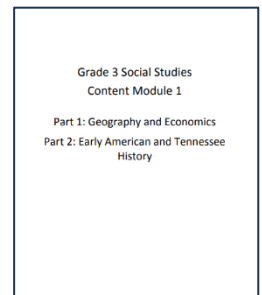 Grade 3 Social Studies
Content Module 1
Part 1: Geography and Economics
Part 2: Early American and Tennessee
History